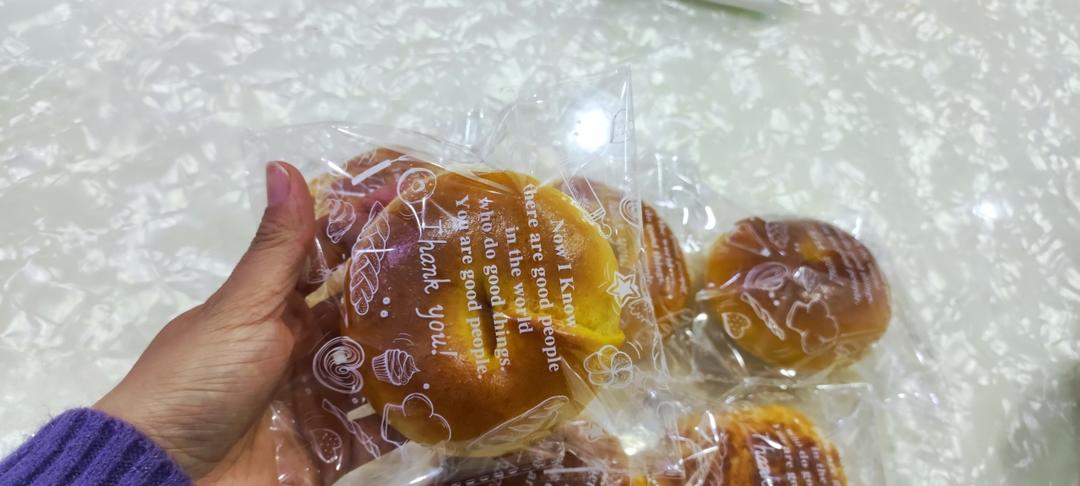 Now I Know
there are good people
in the world
who do good things.
You are good people.
Thank you!